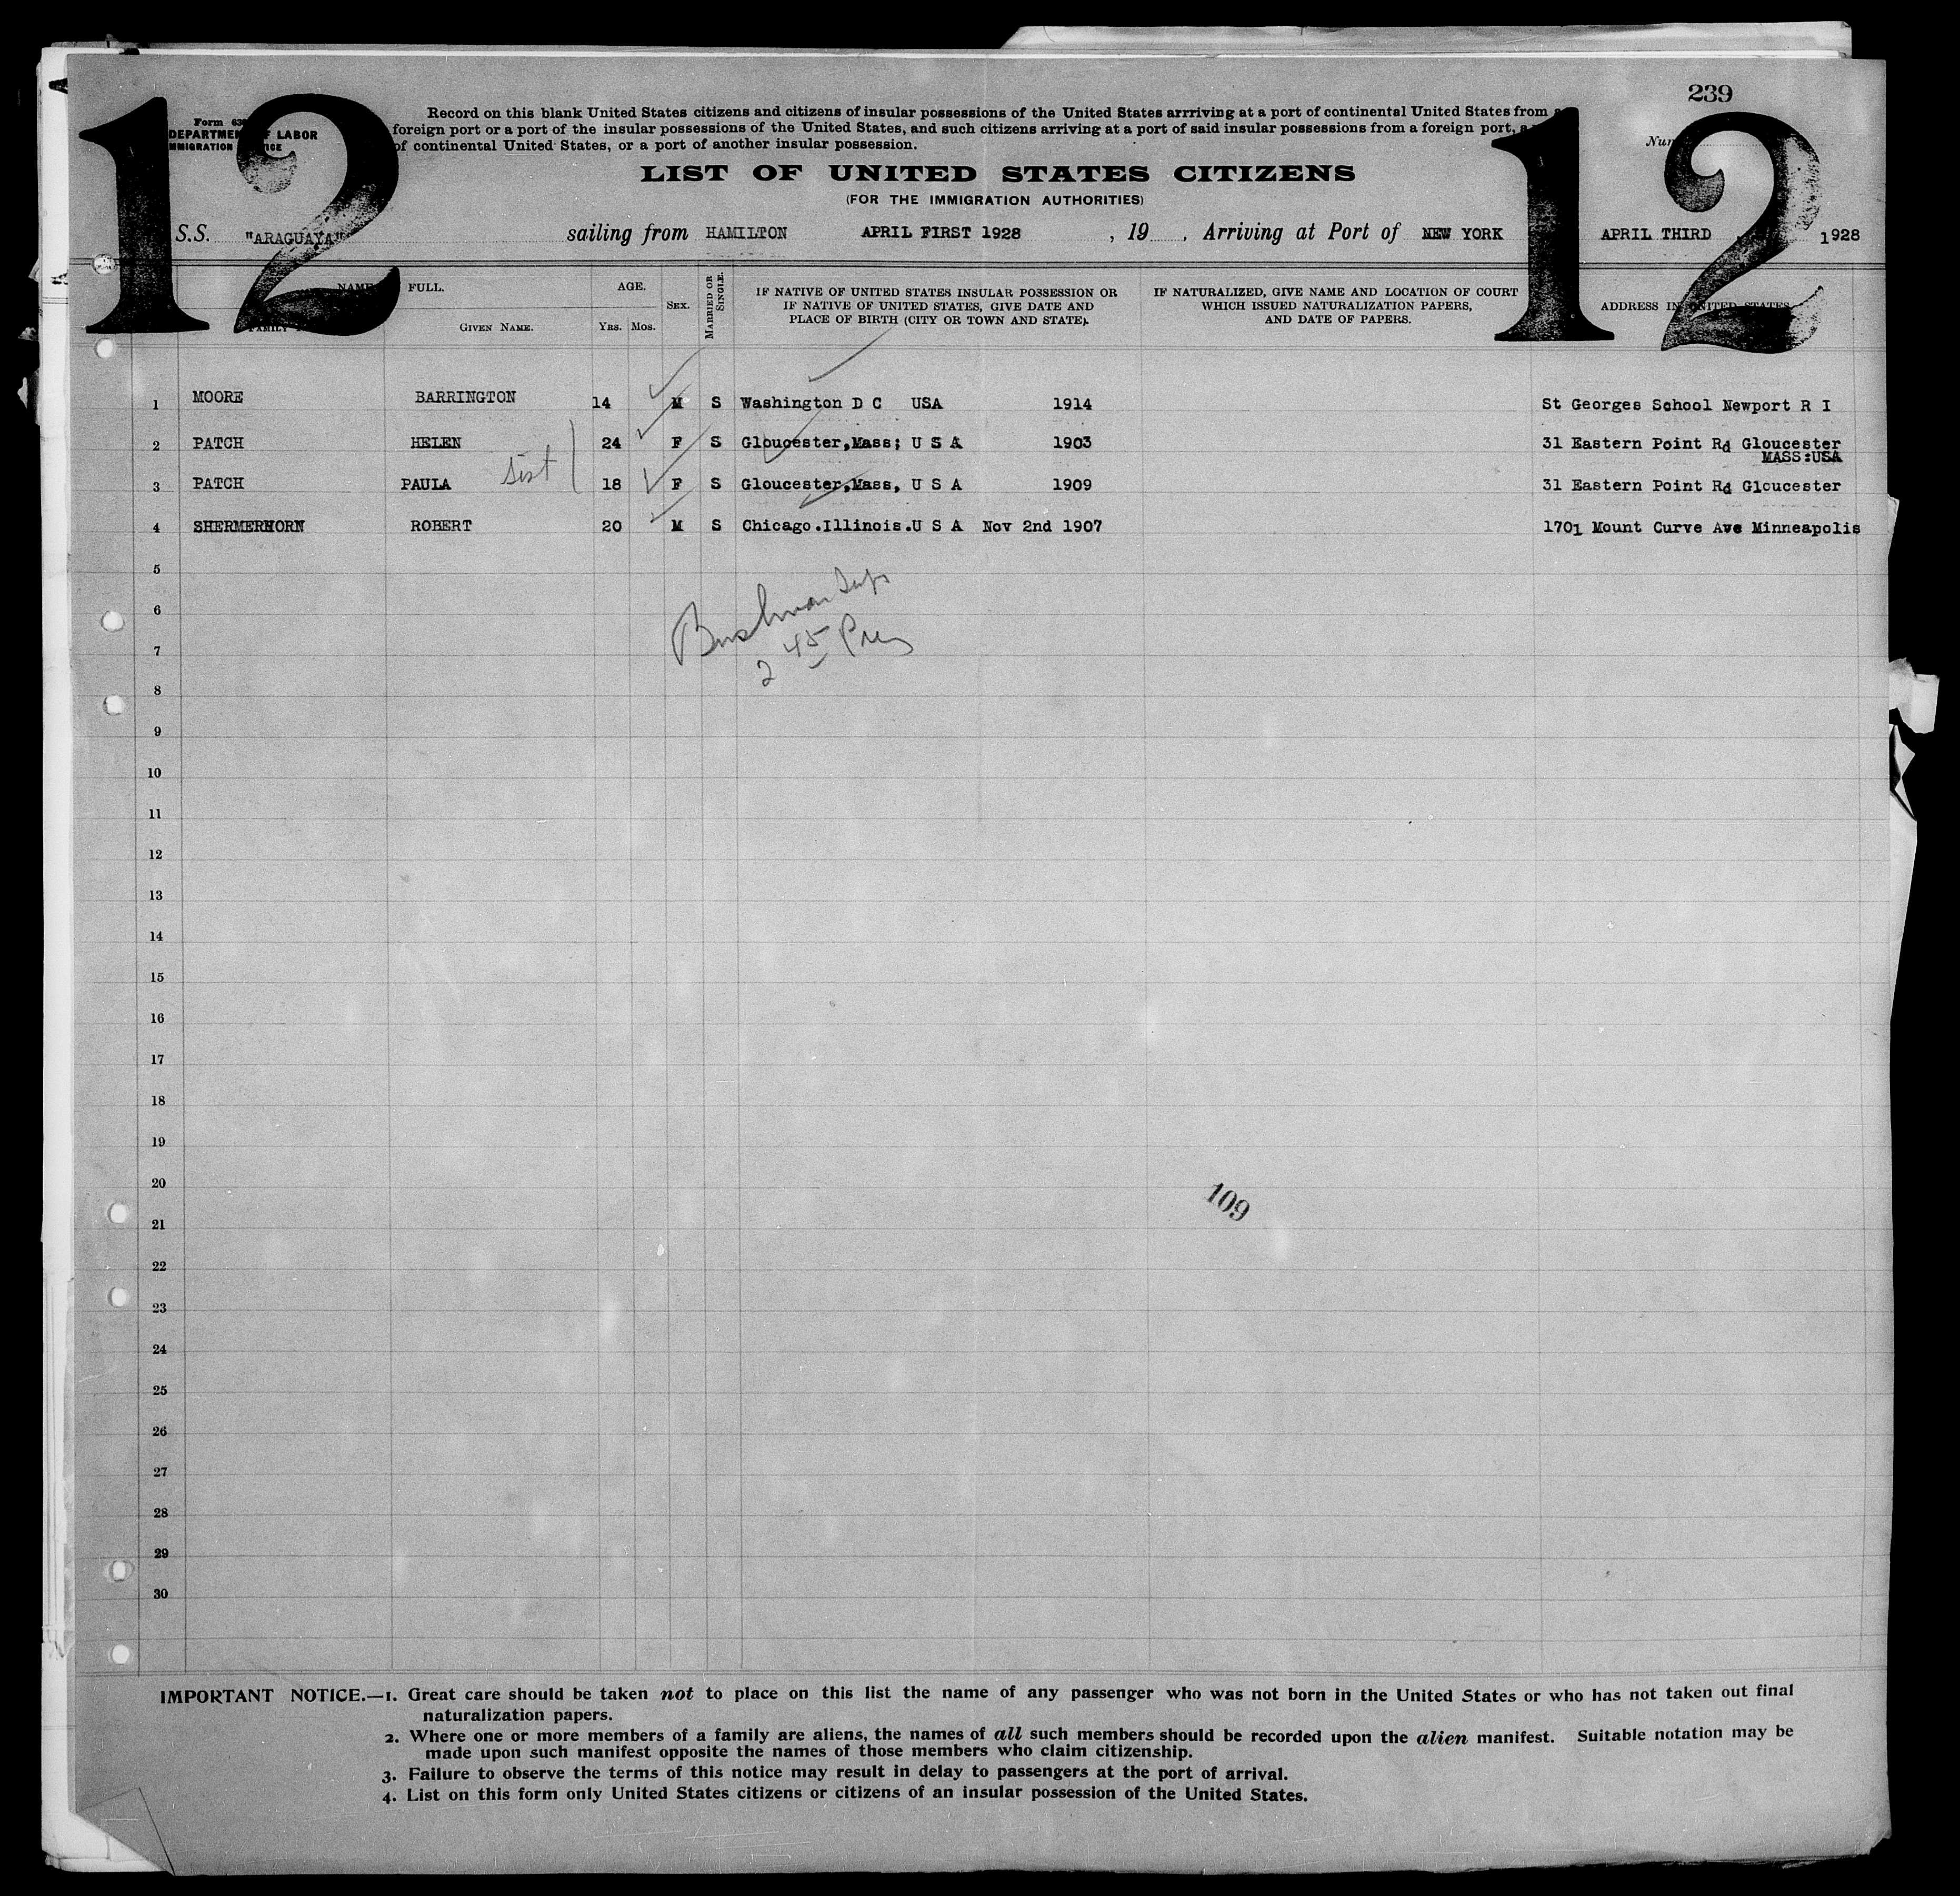 239
12
12
Form 63
DEPARTMEN F LABOR
MMIGRATION ICE
Record on this blank United States citizens and citizens of insular possessions of the United States arrriving at a port of continental United States from a
foreign port or a port of the insular possessions of the United States, and such citizens arriving at a port of said insular possessions from a foreign port, a
of continental United States, or a port of another insular possession.
LIST OF UNITED STATES CITIZENS
(FOR THE IMMIGRATION AUTHORITIES)
S.S. "ARAGUAYA" sailing from HAMILTON APRIL FIRST 1928 , 19 , Arriving at Port of NEW YORK APRIL THIRD 1928
NAME FULL. AGE. SEX. MARRIED OR SINGLE. IF NATIVE OF UNITED STATES INSULAR POSSESSION OR IF NATURALIZED, GIVE NAME AND LOCATION OF COURT
IF NATIVE OF UNITED STATES, GIVE DATE AND WHICH ISSUED NATURALIZATION PAPERS, ADDRESS IN UNITED STATES
FAMILY GIVEN NAME. Yrs. Mos. PLACE OF BIRTH (CITY OR TOWN AND STATE). AND DATE OF PAPERS.
1 MOORE BARRINGTON 14 M S Washington D C USA 1914 St Georges School Newport R I
2 PATCH HELEN 24 F S Gloucester,Mass; U S A 1903 31 Eastern Point Rd Gloucester
MASS:USA
Sist
3 PATCH PAULA 18 F S Gloucester,Mass, U S A 1909 31 Eastern Point Rd Gloucester
4 SHERMERHORN ROBERT 20 M S Chicago.Illinois.U S A Nov 2nd 1907 1701 Mount Curve Ave Minneapolis
5
6
7
2 45
8
9
10
11
12
13
14
15
16
17
18
19
20
109
21
22
23
24
25
26
27
28
29
30
IMPORTANT NOTICE.—1. Great care should be taken not to place on this list the name of any passenger who was not born in the United States or who has not taken out final
naturalization papers.
2. Where one or more members of a family are aliens, the names of all such members should be recorded upon the alien manifest. Suitable notation may be
made upon such manifest opposite the names of those members who claim citizenship.
3. Failure to observe the terms of this notice may result in delay to passengers at the port of arrival.
4. List on this form only United States citizens or citizens of an insular possession of the United States.